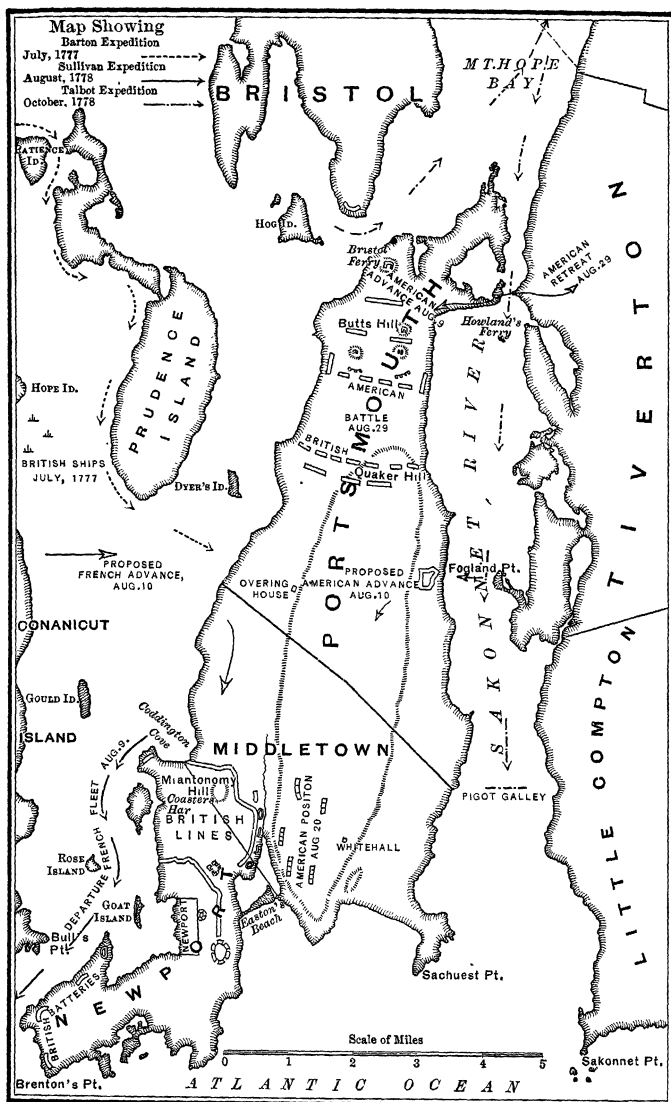 Map Showing
Barton Expedition
July, 1777
Sullivan Expedition
August, 1778
Talbot Expedition
October, 1778
BRISTOL
MT. HOPE
BAY
PATIENCE
ID.
HOG ID.
Bristol
Ferry
AMERICAN
ADVANCE AUG. 9
AMERICAN
RETREAT
AUG. 29
Howland's
Ferry
TIVERTON
Butts Hill
PRUDENCE
ISLAND
HOPE ID.
AMERICAN
BATTLE
AUG. 29
BRITISH
Quaker Hill
BRITISH SHIPS
JULY, 1777
DYER'S ID.
PORTSMOUTH
SAKONNET RIVER
PROPOSED
FRENCH ADVANCE,
AUG. 10
OVERING
HOUSE
PROPOSED
AMERICAN ADVANCE
AUG. 10
Fogland Pt.
CONANICUT
ISLAND
GOULD ID.
Coddington
Cove
MIDDLETOWN
LITTLE COMPTON
Miantonomy
Hill
Coasters
Har
BRITISH
LINES
PIGOT GALLEY
AMERICAN POSITON
AUG 20
WHITEHALL
DEPARTURE FRENCH FLEET AUG. 9.
ROSE
ISLAND
GOAT
ISLAND
NEWPORT
Easton's
Beach
Bull's
Pt.
BRITISH BATTERIES
NEWPORT
Sachuest Pt.
Scale of Miles
0 1 2 3 4 5
Sakonnet Pt.
Brenton's Pt.
ATLANTIC OCEAN